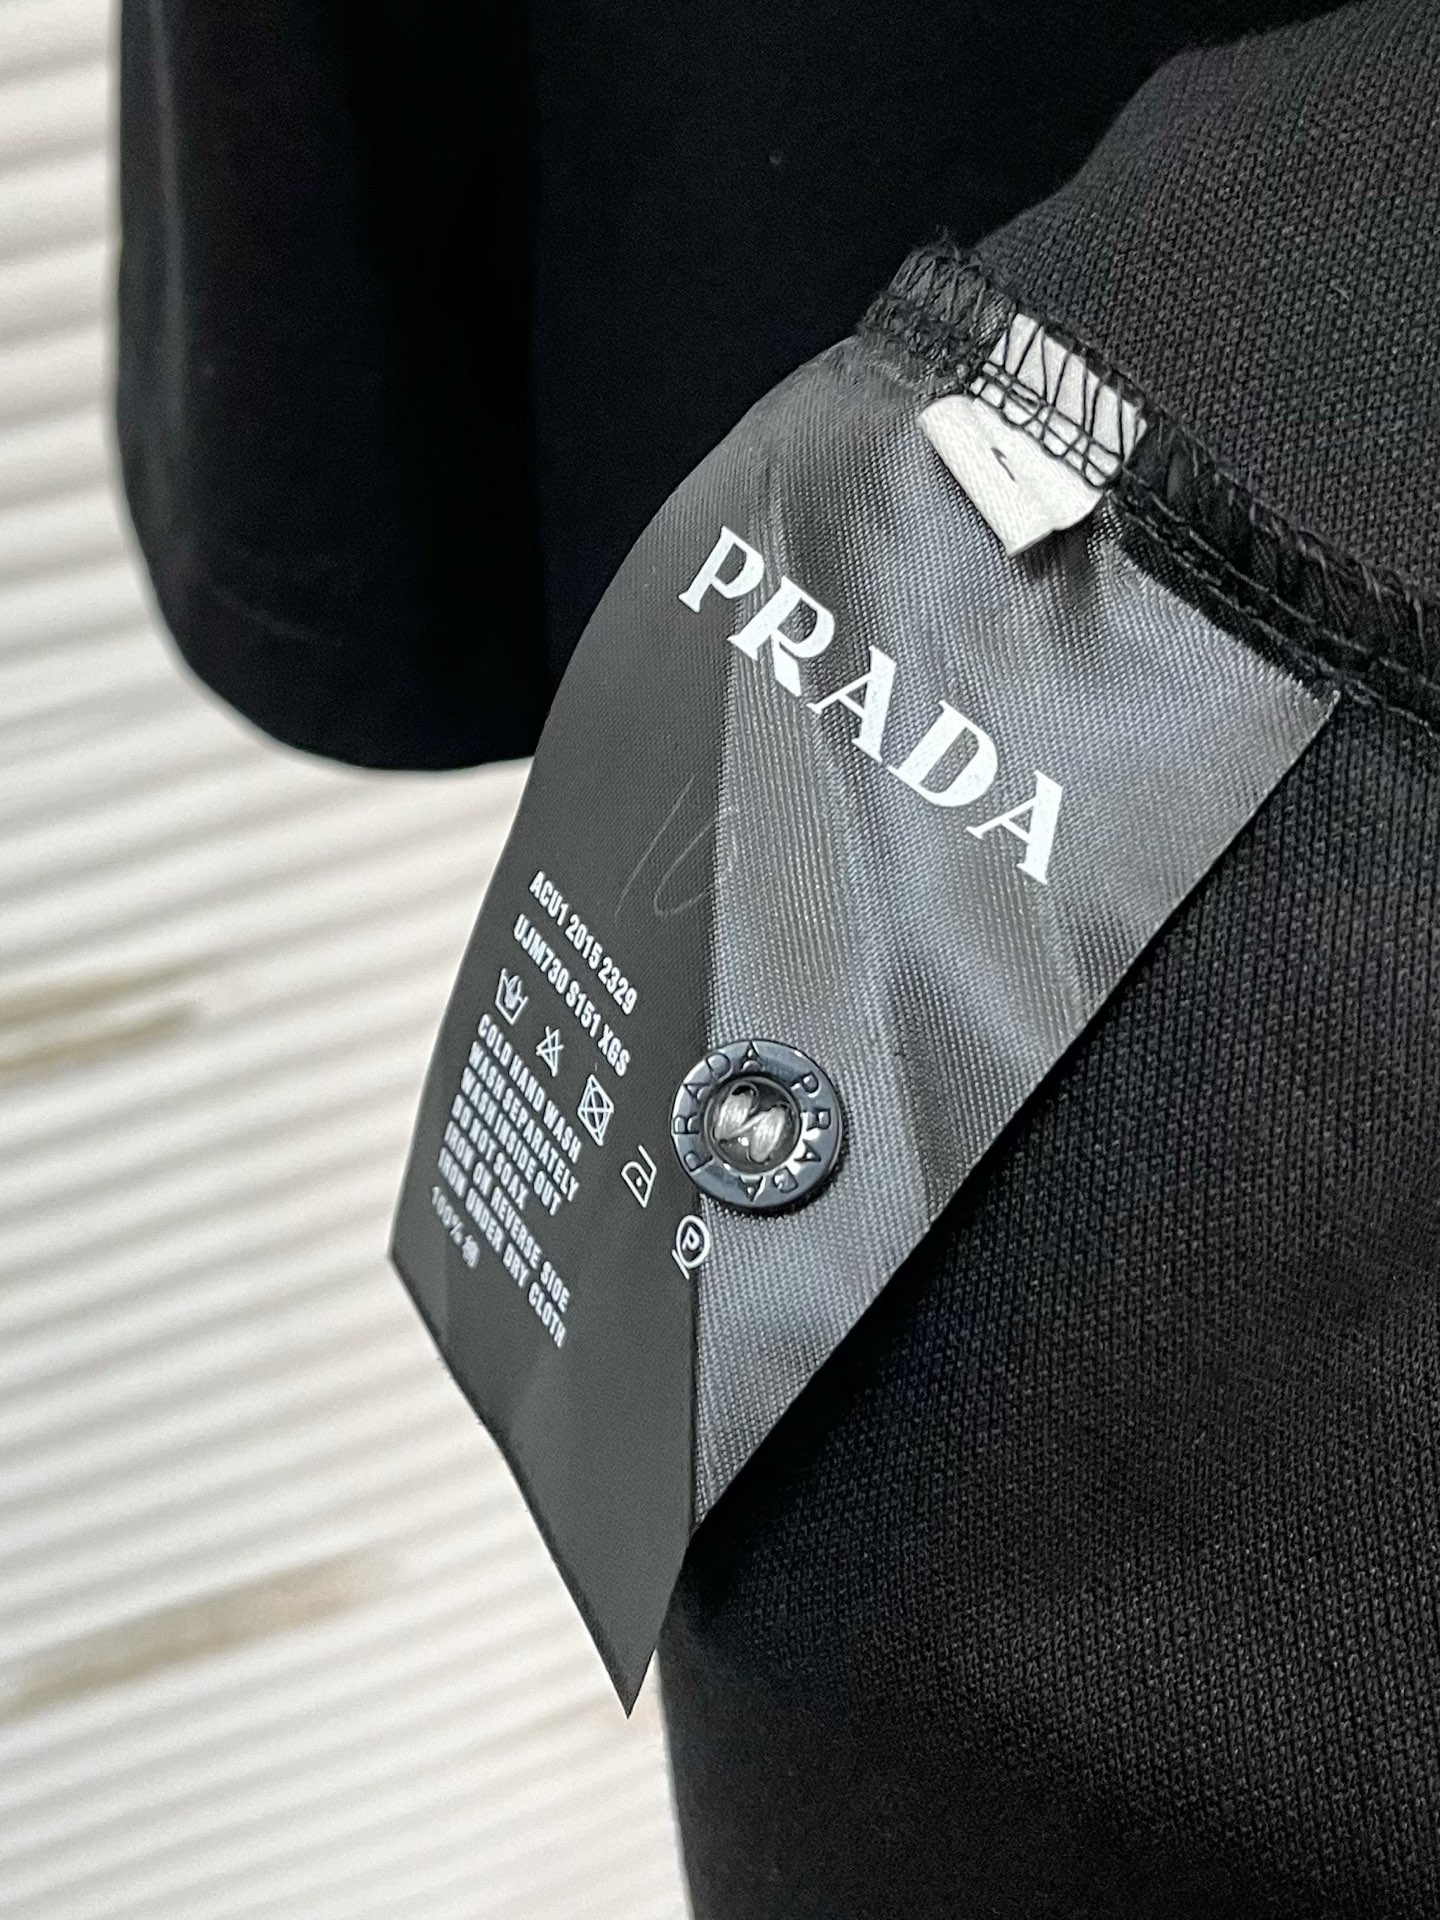 PRADA
ACU1 2015 2329
UJM730 S151 XGS
COLD HAND WASH
WASH SEPARATELY
WASH INSIDE OUT
DO NOT SOAK
IRON ON REVERSE SIDE
IRON UNDER DRY CLOTH
100%
P
PRADA PRADA